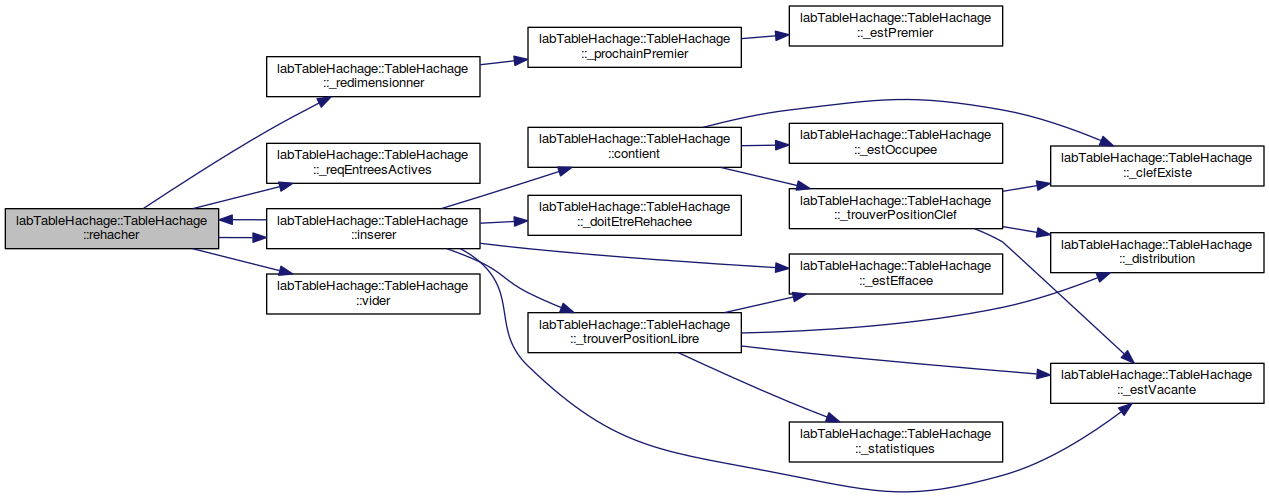 labTableHachage::TableHachage
::rehacher
labTableHachage::TableHachage
::_redimensionner
labTableHachage::TableHachage
::_reqEntreesActives
labTableHachage::TableHachage
::inserer
labTableHachage::TableHachage
::vider
labTableHachage::TableHachage
::_prochainPremier
labTableHachage::TableHachage
::contient
labTableHachage::TableHachage
::_doitEtreRehachee
labTableHachage::TableHachage
::_trouverPositionLibre
labTableHachage::TableHachage
::_estPremier
labTableHachage::TableHachage
::_estOccupee
labTableHachage::TableHachage
::_trouverPositionClef
labTableHachage::TableHachage
::_estEffacee
labTableHachage::TableHachage
::_statistiques
labTableHachage::TableHachage
::_clefExiste
labTableHachage::TableHachage
::_distribution
labTableHachage::TableHachage
::_estVacante